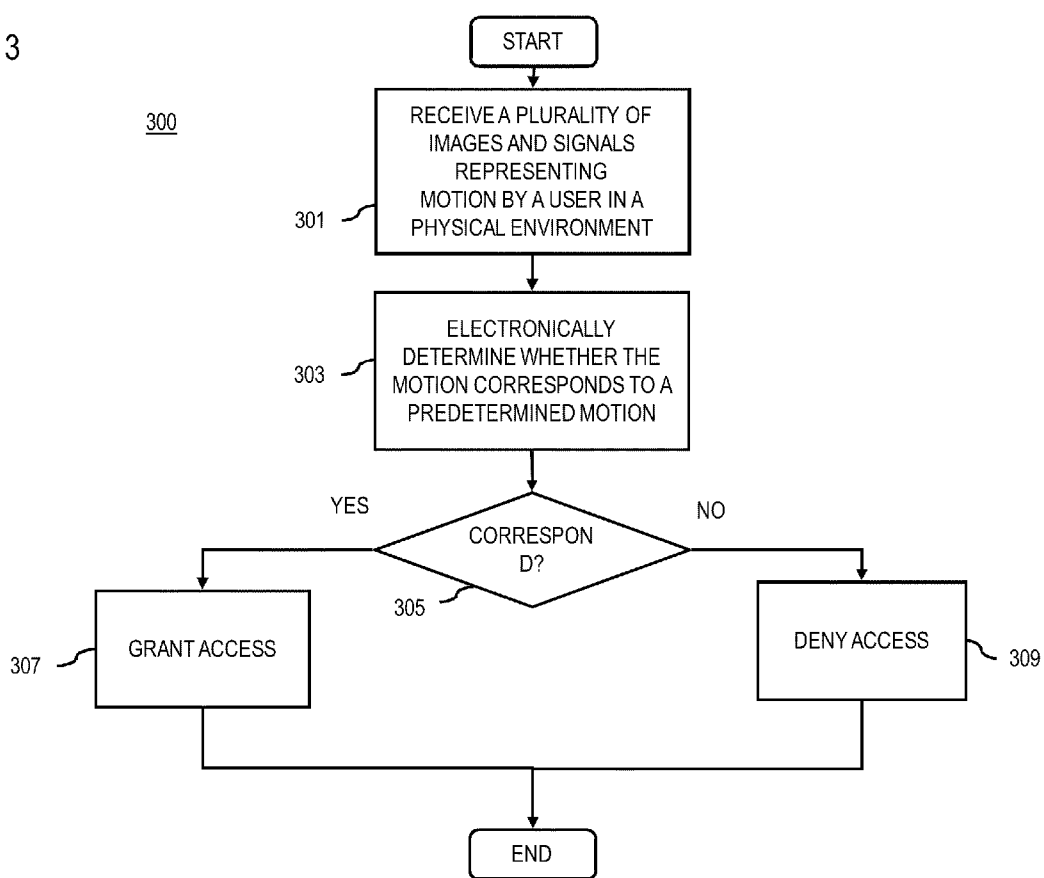 3
START
300
RECEIVE A PLURALITY OF
IMAGES AND SIGNALS
REPRESENTING
MOTION BY A USER IN A
PHYSICAL ENVIRONMENT
301
ELECTRONICALLY
DETERMINE WHETHER THE
MOTION CORRESPONDS TO A
PREDETERMINED MOTION
303
YES
NO
CORRESPON
D?
305
GRANT ACCESS
307
DENY ACCESS
309
END